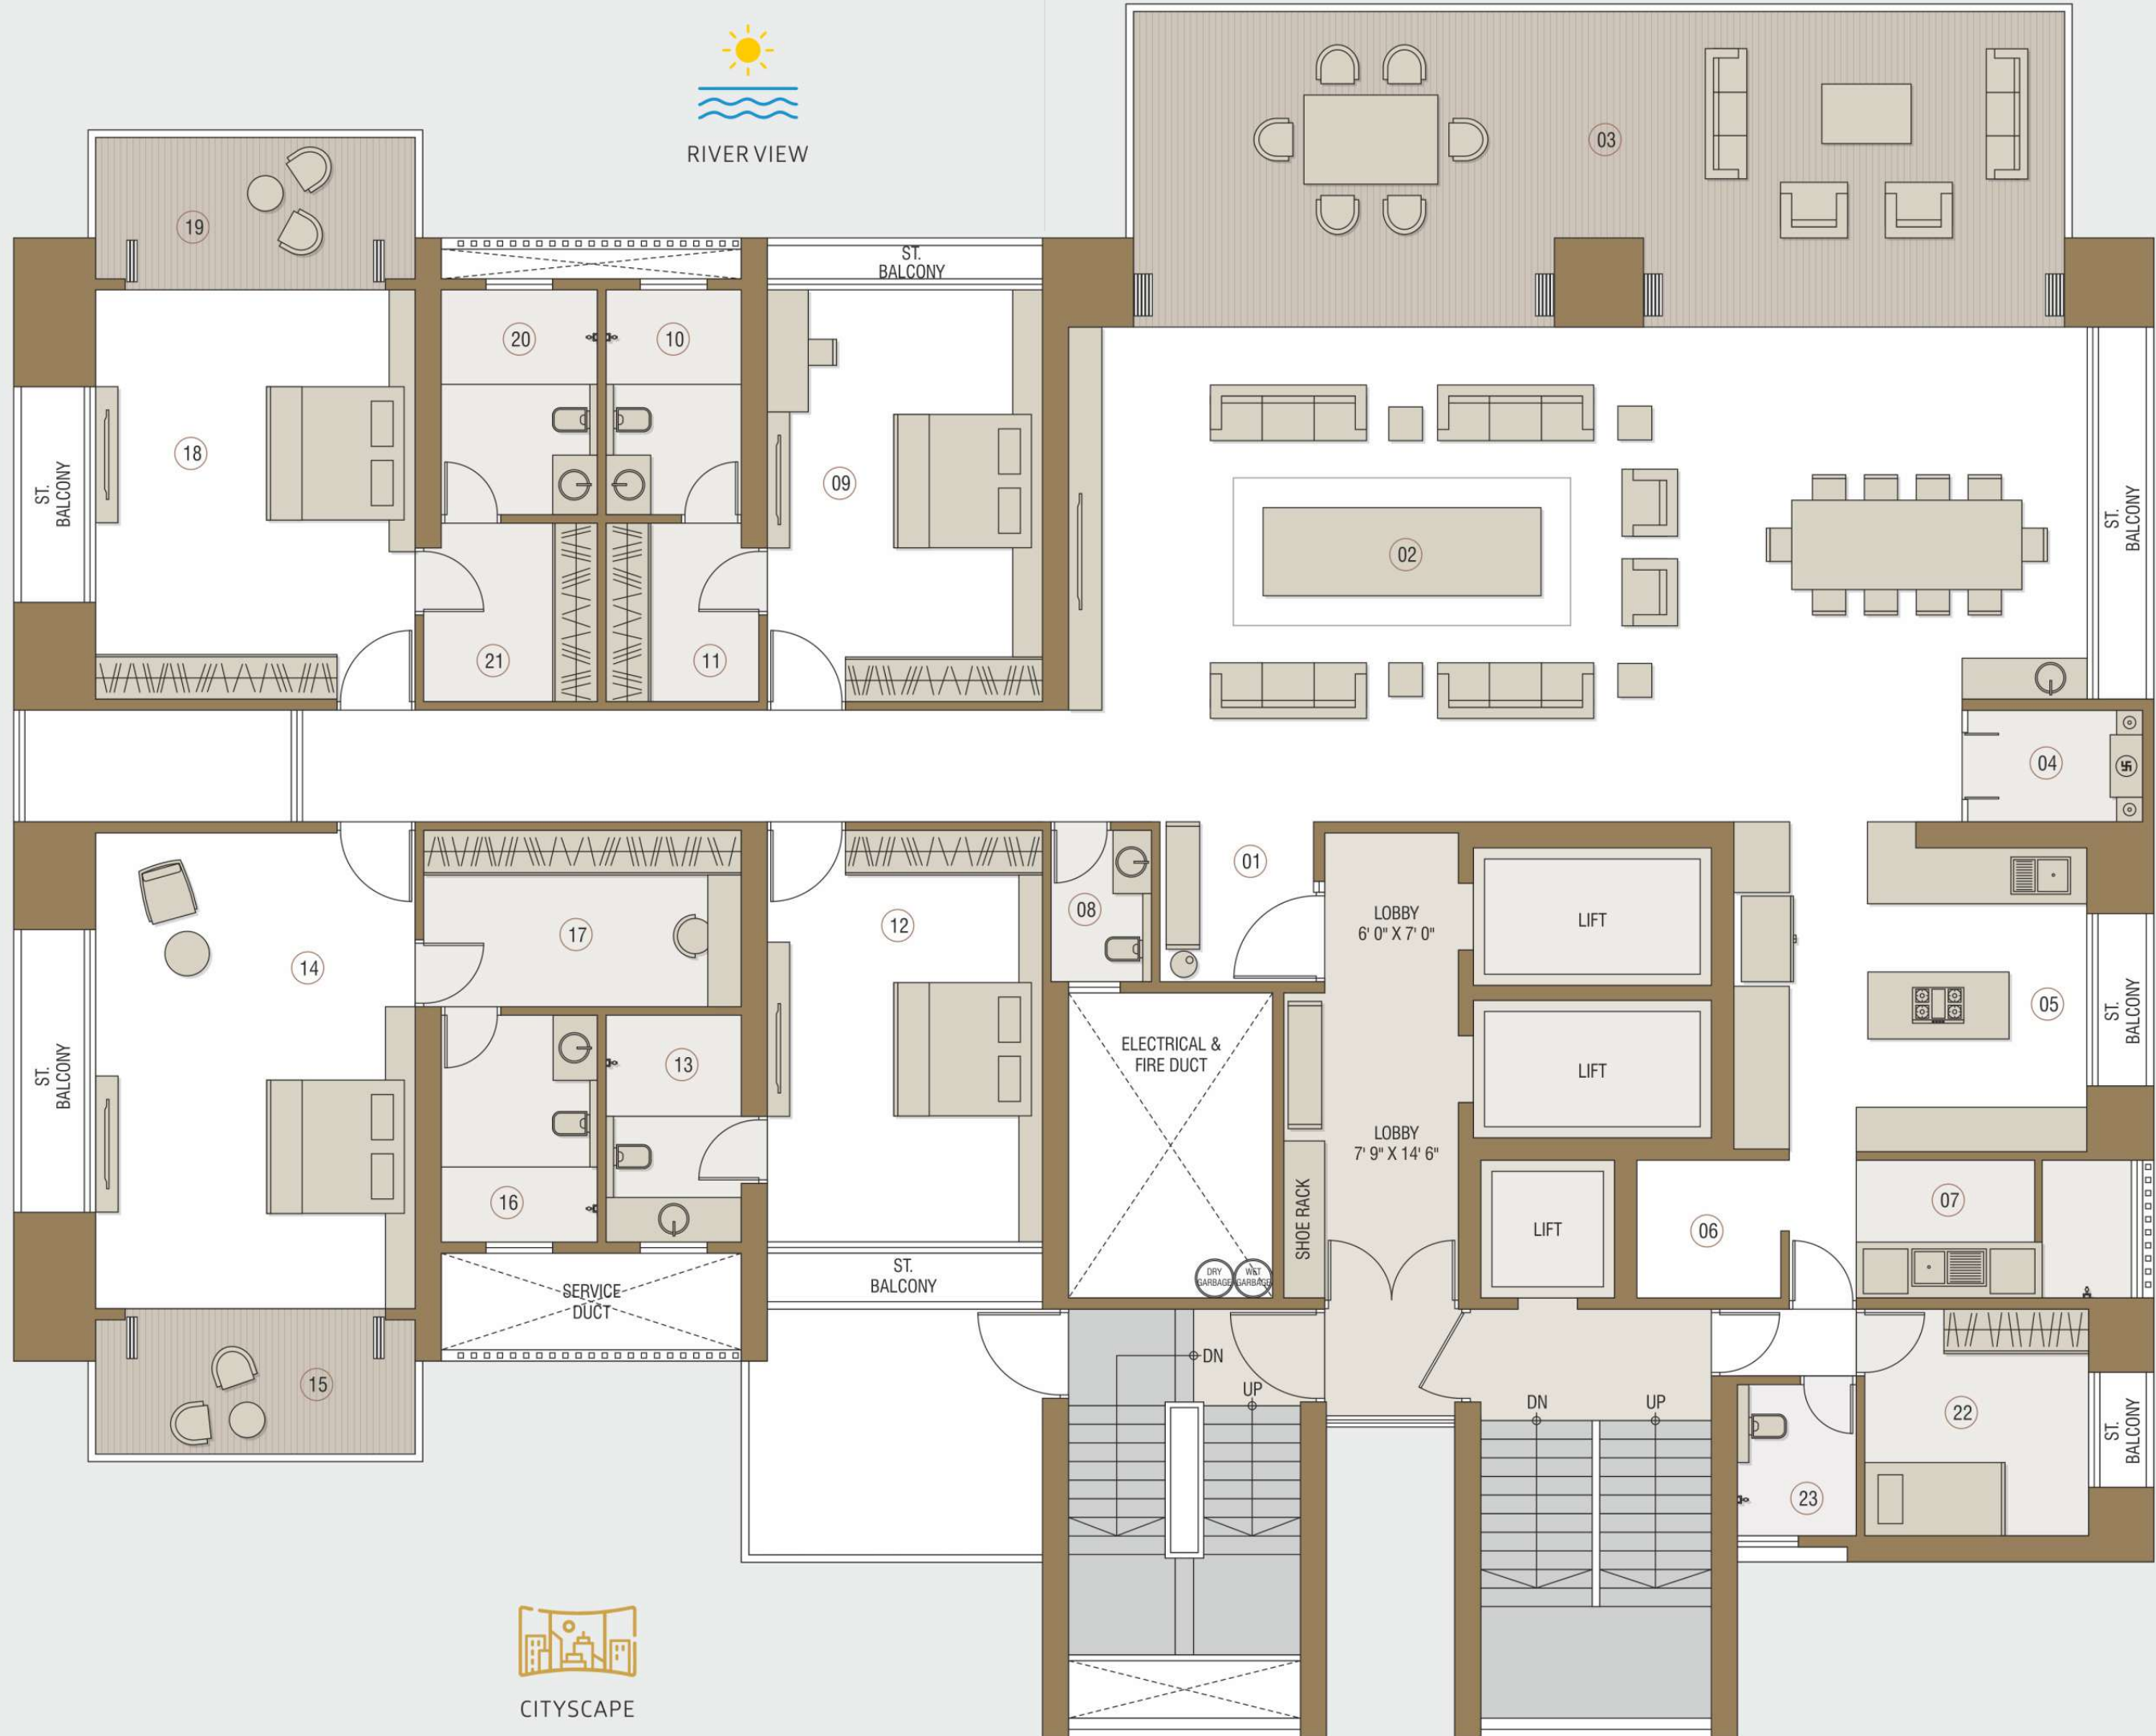 RIVER VIEW
03
19
ST.
BALCONY
20
10
18
09
ST.
BALCONY
ST.
BALCONY
02
21
11
04
卐
01
08
12
17
14
LOBBY
6' 0" X 7' 0"
LIFT
05
ST.
BALCONY
ST.
BALCONY
13
ELECTRICAL &
FIRE DUCT
LIFT
LOBBY
7' 9" X 14' 6"
16
SHOE RACK
LIFT
06
07
DRY
GARBAGE
WET
GARBAGE
ST.
BALCONY
SERVICE
DUCT
DN
UP
15
DN
UP
22
ST.
BALCONY
23
CITYSCAPE